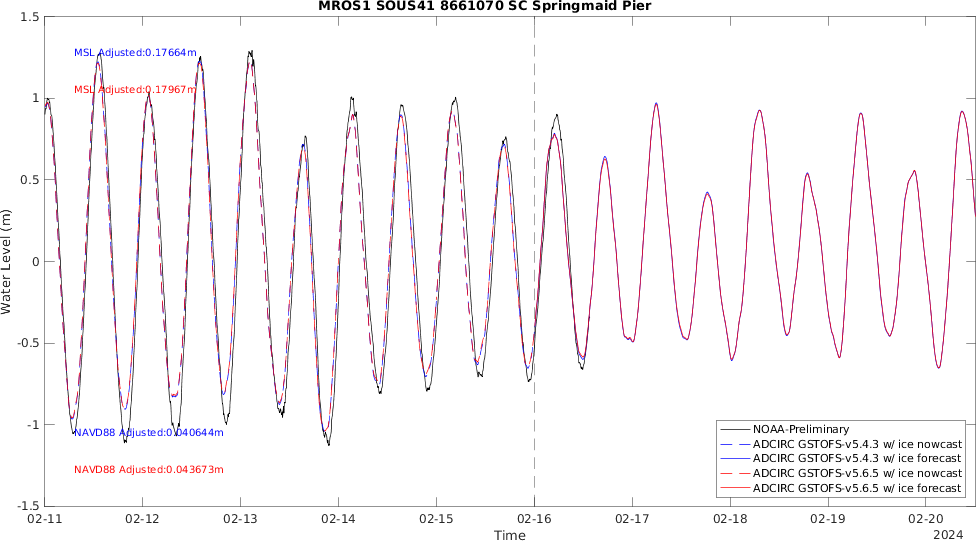 MROS1 SOUS41 8661070 SC Springmaid Pier
1.5
1
0.5
0
-0.5
-1
-1.5
Water Level (m)
MSL Adjusted:0.17664m
MSL Adjusted:0.17967m
NAVD88 Adjusted:0.040644m
NAVD88 Adjusted:0.043673m
NOAA-Preliminary
ADCIRC GSTOFS-v5.4.3 w/ ice nowcast
ADCIRC GSTOFS-v5.4.3 w/ ice forecast
ADCIRC GSTOFS-v5.6.5 w/ ice nowcast
ADCIRC GSTOFS-v5.6.5 w/ ice forecast
02-11 02-12 02-13 02-14 02-15 02-16 02-17 02-18 02-19 02-20
Time
2024